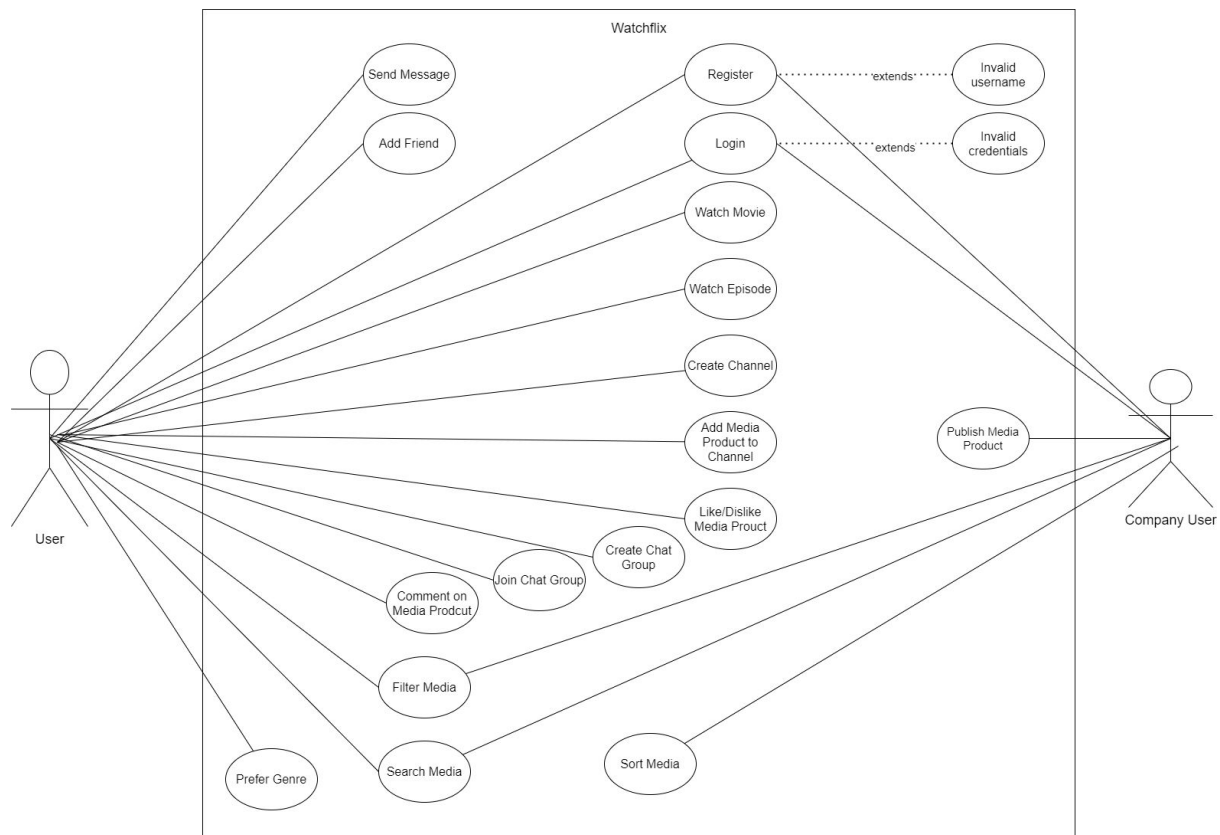 Watchflix
Send Message
Register
extends
Invalid
username
Add Friend
Login
extends
Invalid
credentials
Watch Movie
Watch Episode
Create Channel
Add Media
Product to
Channel
Publish Media
Product
Like/Dislike
Media Prouct
User
Company User
Create Chat
Group
Join Chat Group
Comment on
Media Prodcut
Filter Media
Prefer Genre
Search Media
Sort Media